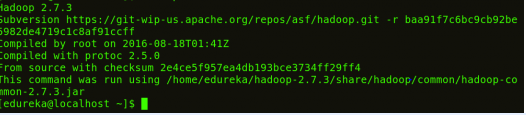 Hadoop 2.7.3
Subversion https://git-wip-us.apache.org/repos/asf/hadoop.git -r baa91f7c6bc9cb92be
5982de4719c1c8af91ccff
Compiled by root on 2016-08-18T01:41Z
Compiled with protoc 2.5.0
From source with checksum 2e4ce5f957ea4db193bce3734ff29ff4
This command was run using /home/edureka/hadoop-2.7.3/share/hadoop/common/hadoop-co
mmon-2.7.3.jar
[edureka@localhost ~]$